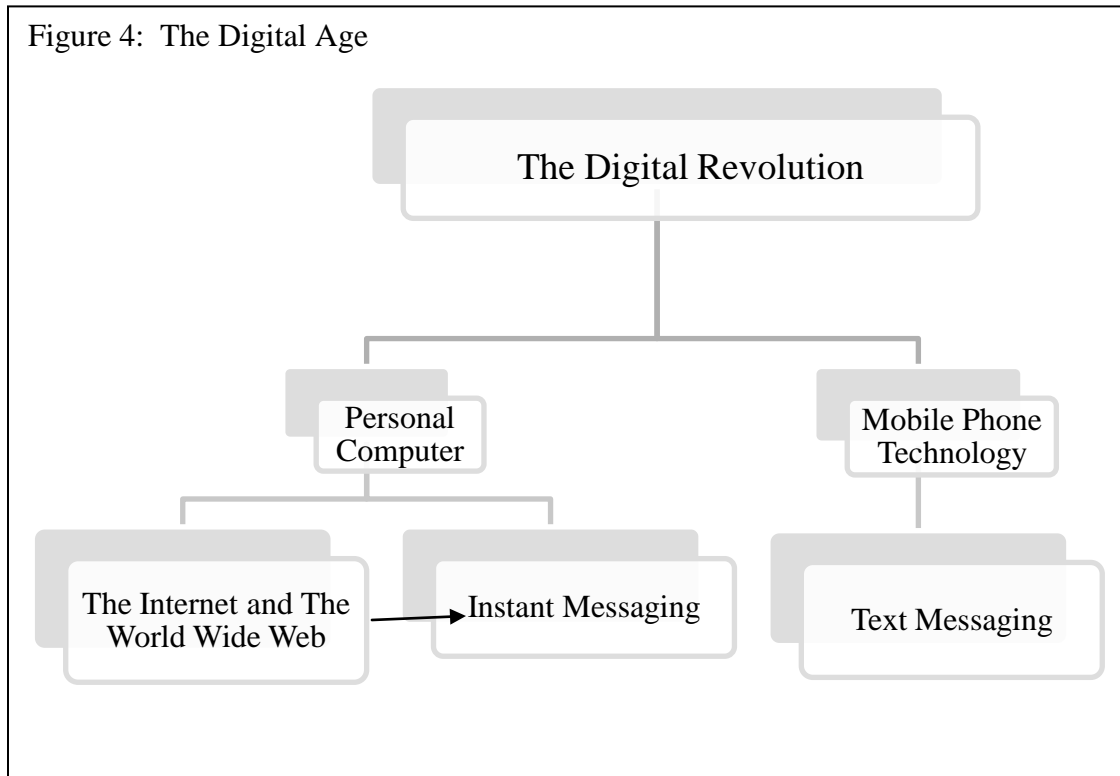 Figure 4:  The Digital Age
The Digital Revolution
Personal
Computer
Mobile Phone
Technology
The Internet and The
World Wide Web
Instant Messaging
Text Messaging